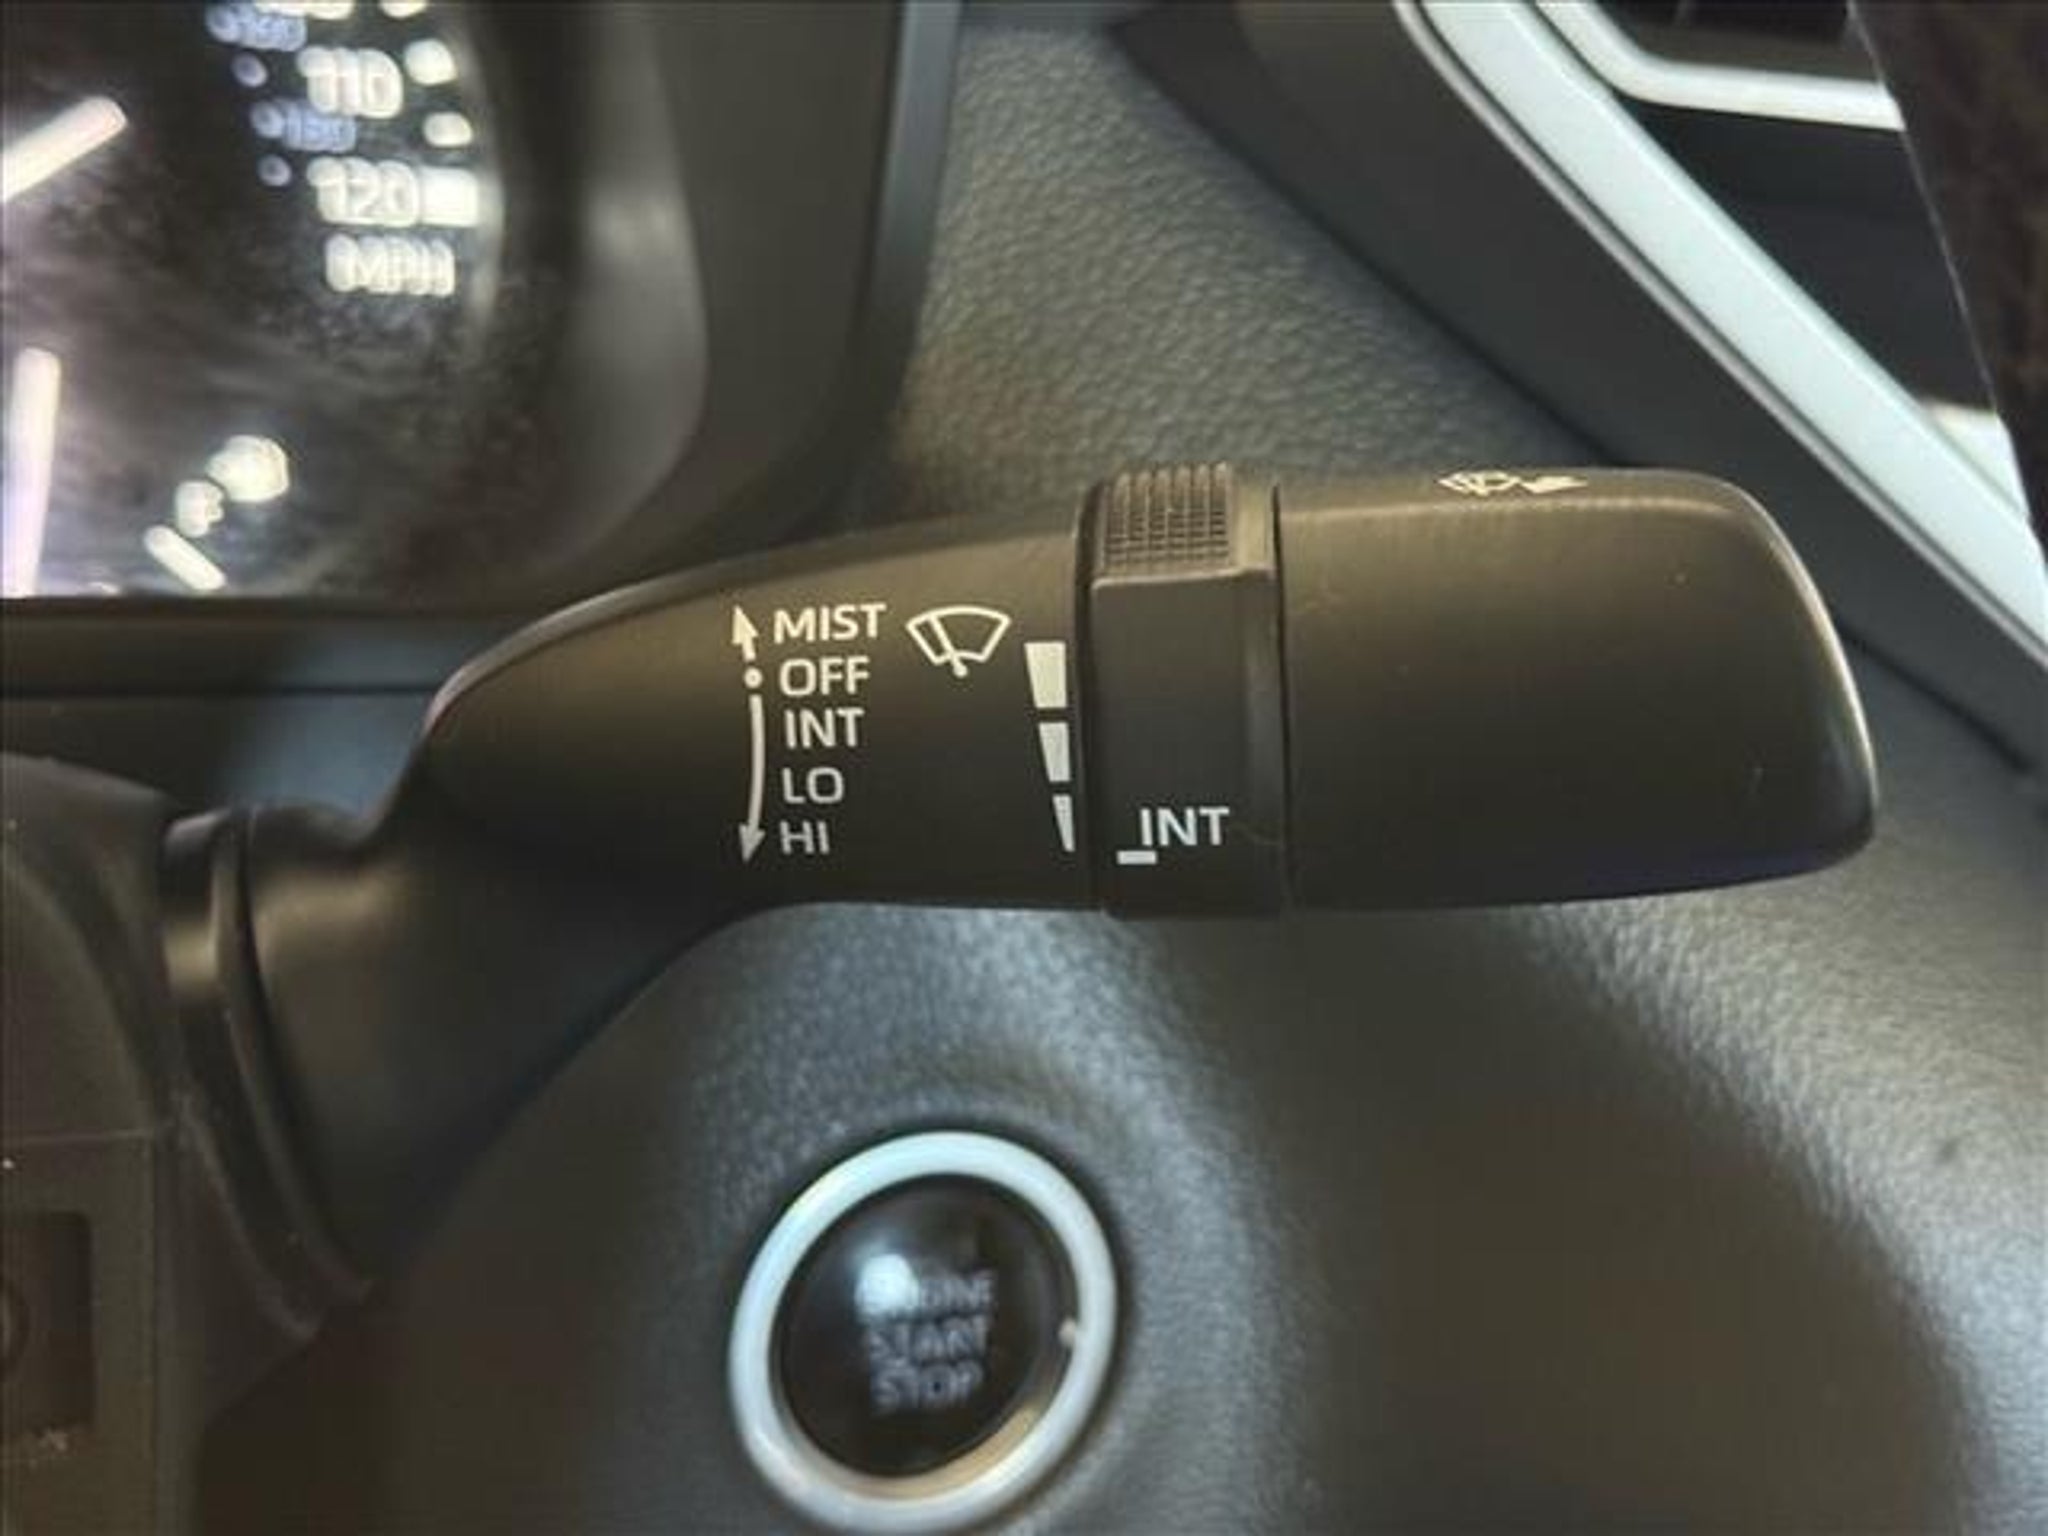 110
120
MPH
F
MIST
OFF
INT
LO
HI
INT
ENGINE
START
STOP